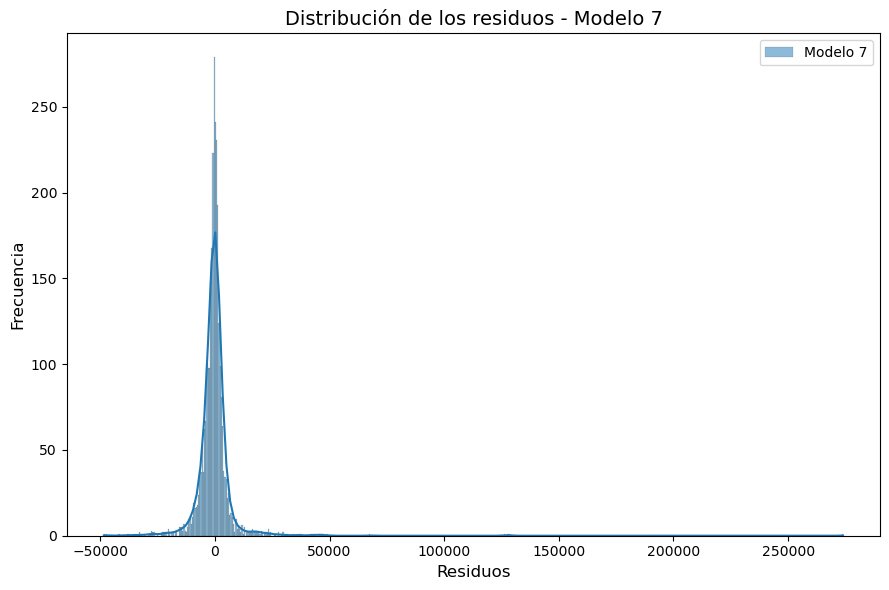 Distribución de los residuos - Modelo 7
Modelo 7
Frecuencia
250
200
150
100
50
0
−50000 0 50000 100000 150000 200000 250000
Residuos